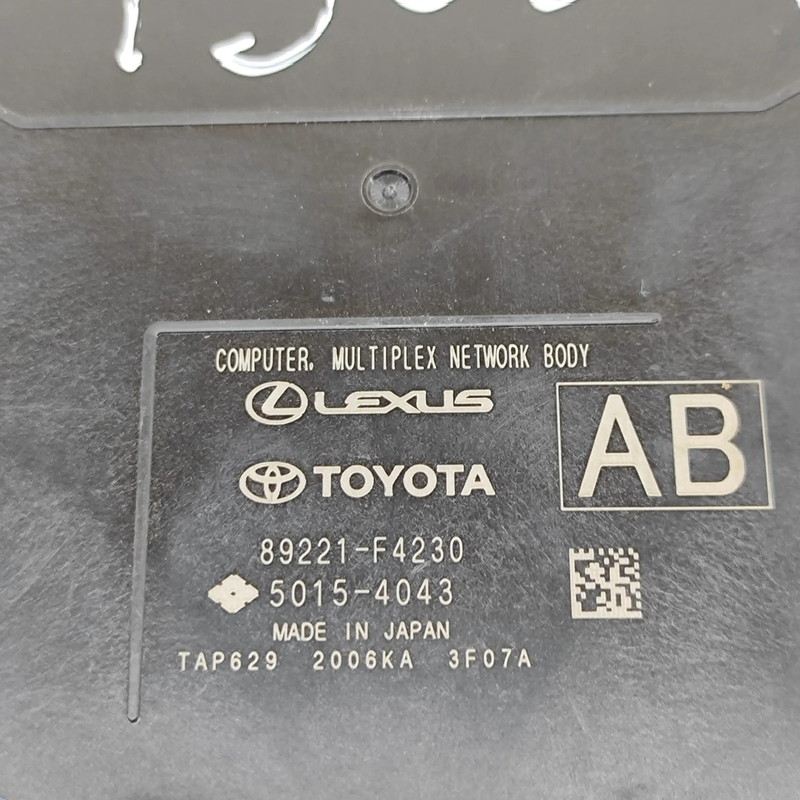 COMPUTER. MULTIPLEX NETWORK BODY
LEXUS
TOYOTA
AB
89221-F4230
5015-4043
MADE IN JAPAN
TAP629 2006KA 3F07A